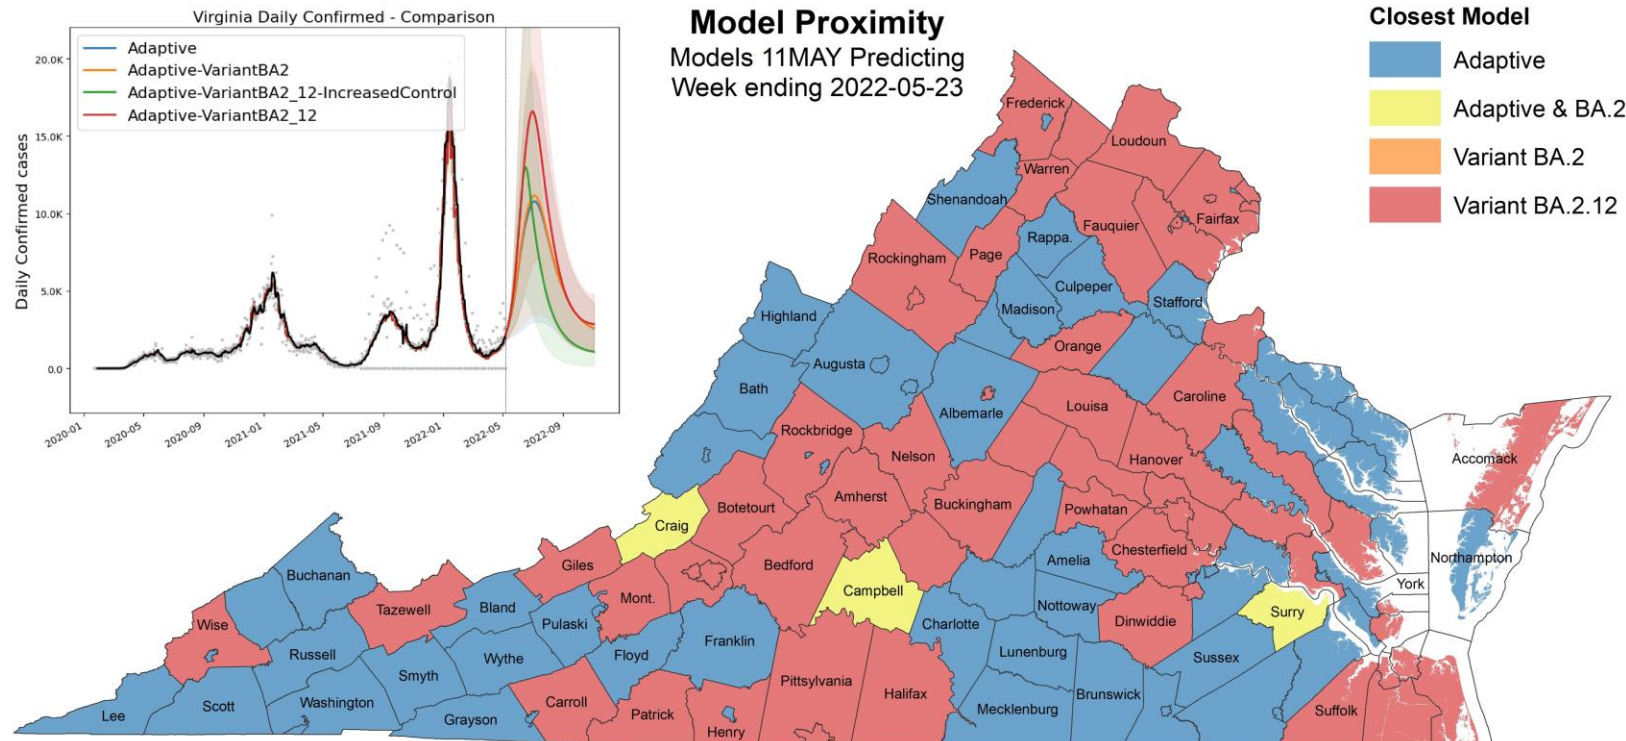 Virginia Daily Confirmed - Comparison
Adaptive
Adaptive-VariantBA2
Adaptive-VariantBA2_12-IncreasedControl
Adaptive-VariantBA2_12
Daily Confirmed cases
20.0K
15.0K
10.0K
5.0K
0.0
2020-01
2020-05
2020-09
2021-01
2021-05
2021-09
2022-01
2022-05
2022-09
Model Proximity
Models 11MAY Predicting
Week ending 2022-05-23
Closest Model
Adaptive
Adaptive & BA.2
Variant BA.2
Variant BA.2.12
Frederick
Loudoun
Warren
Shenandoah
Fairfax
Fauquier
Rappa.
Page
Rockingham
Culpeper
Stafford
Madison
Highland
Orange
Augusta
Bath
Caroline
Louisa
Albemarle
Rockbridge
Nelson
Hanover
Accomack
Amherst
Buckingham
Botetourt
Powhatan
Craig
Chesterfield
Northampton
Amelia
Bedford
Giles
Buchanan
York
Campbell
Mont.
Nottoway
Bland
Tazewell
Surry
Dinwiddie
Pulaski
Wise
Charlotte
Franklin
Lunenburg
Floyd
Russell
Wythe
Sussex
Smyth
Pittsylvania
Halifax
Brunswick
Carroll
Washington
Scott
Mecklenburg
Suffolk
Patrick
Lee
Grayson
Henry